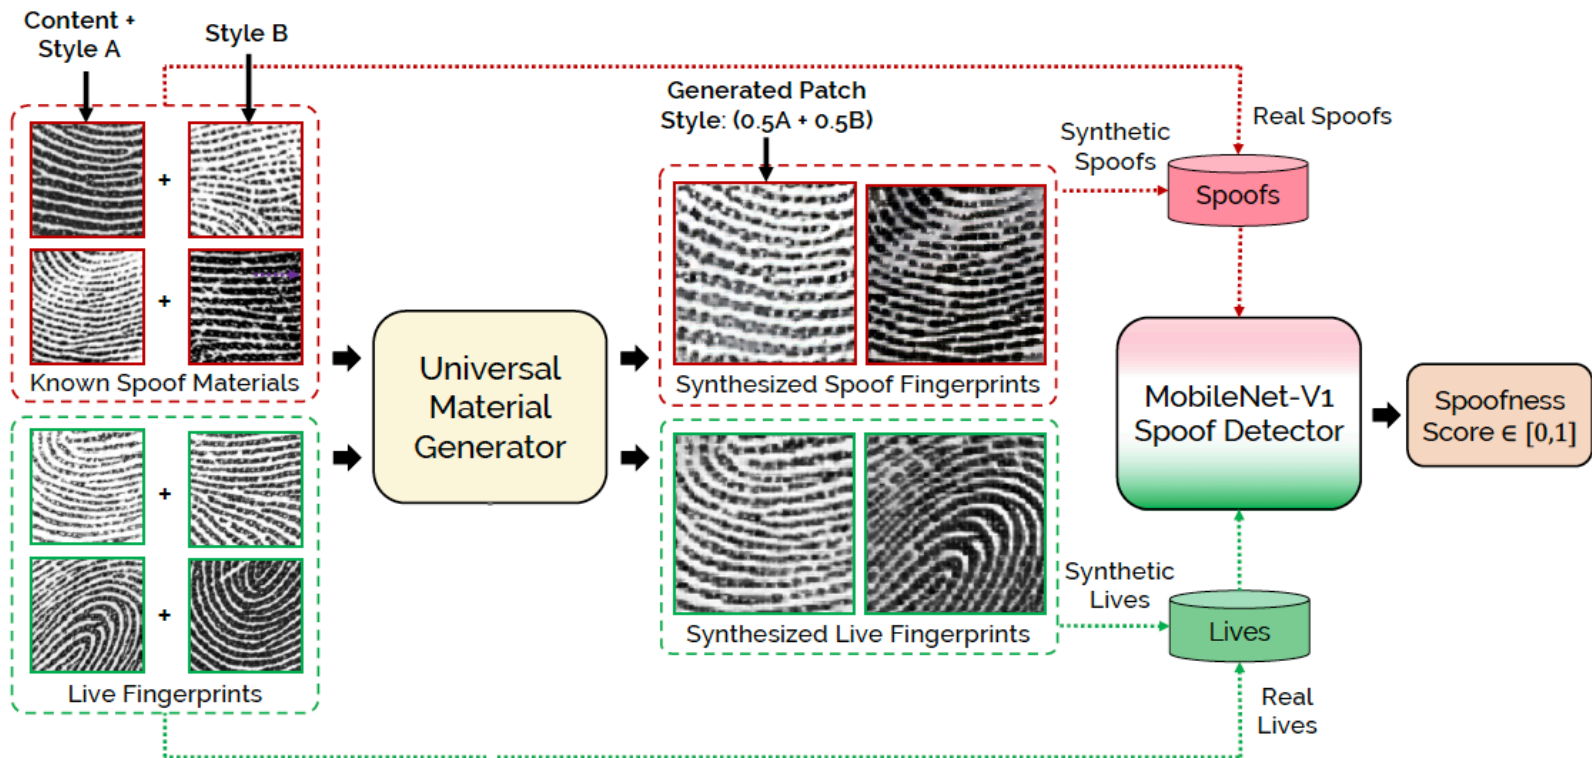 Content +
Style A
Style B
Generated Patch
Style: (0.5A + 0.5B)
Synthetic
Spoofs
Real Spoofs
Spoofs
+
+
Known Spoof Materials
Universal
Material
Generator
Synthesized Spoof Fingerprints
MobileNet-V1
Spoof Detector
Spoofness
Score ∈ [0,1]
+
+
Live Fingerprints
Synthesized Live Fingerprints
Synthetic
Lives
Lives
Real
Lives